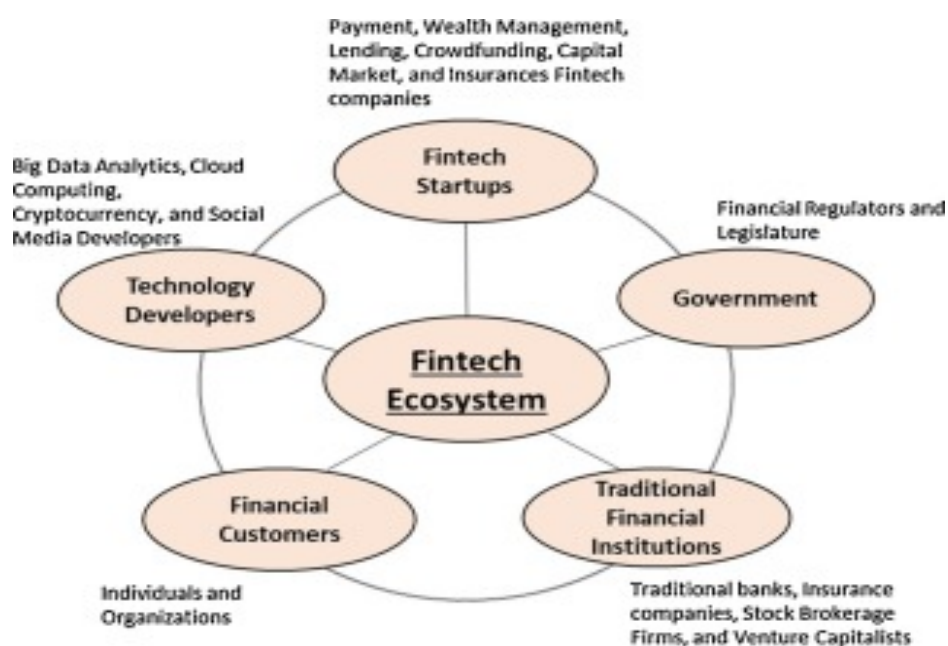 Payment, Wealth Management,
Lending, Crowdfunding, Capital
Market, and Insurances Fintech
companies
Fintech
Startups
Big Data Analytics, Cloud
Computing,
Cryptocurrency, and Social
Media Developers
Financial Regulators and
Legislature
Technology
Developers
Government
Fintech
Ecosystem
Financial
Customers
Traditional
Financial
Institutions
Individuals and
Organizations
Traditional banks, Insurance
companies, Stock Brokerage
Firms, and Venture Capitalists